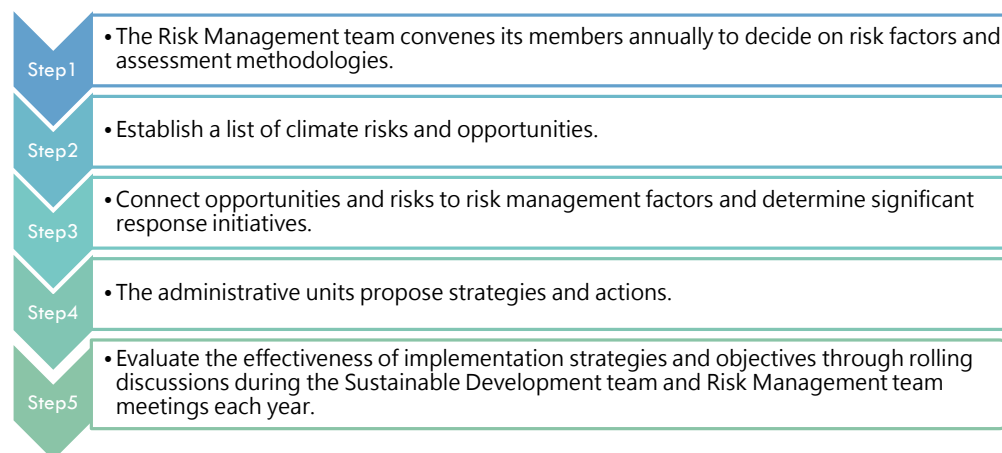 Step1
• The Risk Management team convenes its members annually to decide on risk factors and
assessment methodologies.
Step2
• Establish a list of climate risks and opportunities.
Step3
• Connect opportunities and risks to risk management factors and determine significant
response initiatives.
Step4
• The administrative units propose strategies and actions.
Step5
• Evaluate the effectiveness of implementation strategies and objectives through rolling
discussions during the Sustainable Development team and Risk Management team
meetings each year.